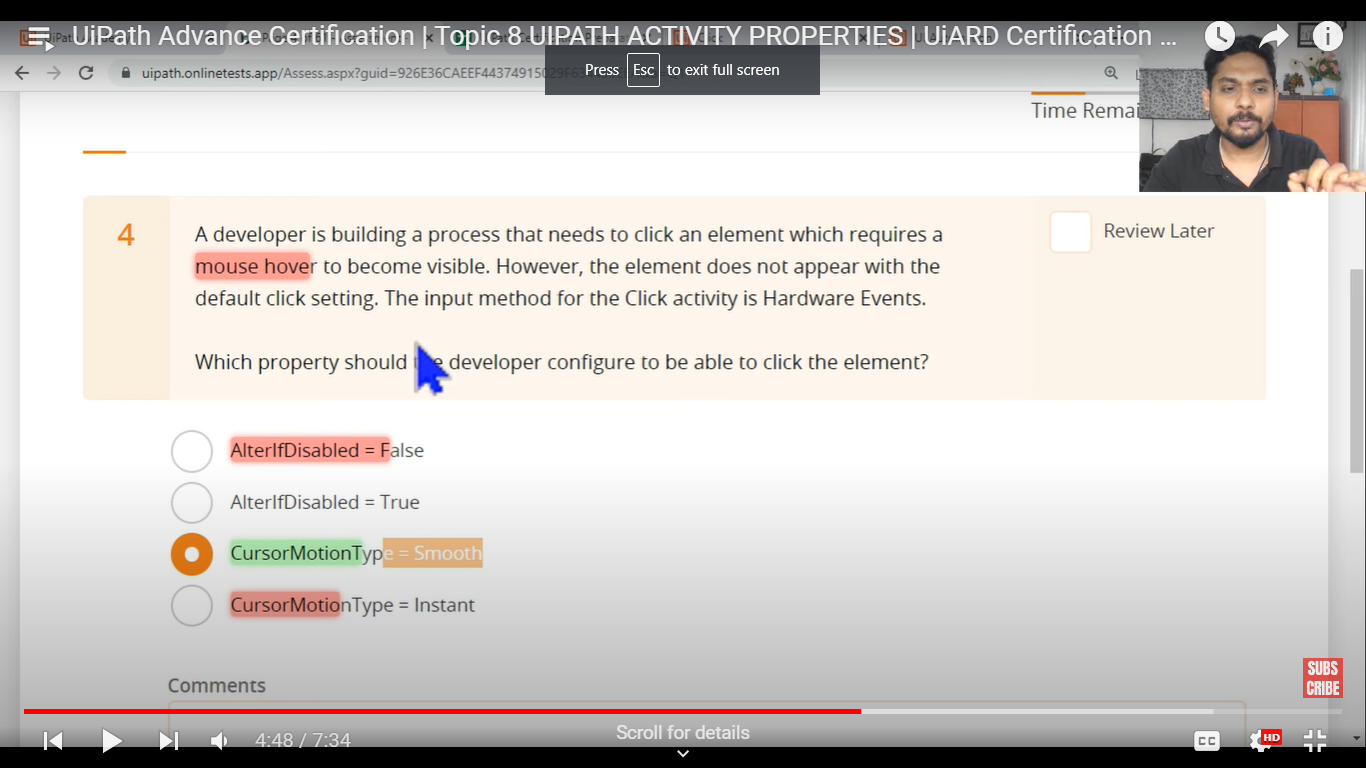 UiPath Advance Certification | Topic 8 UIPATH ACTIVITY PROPERTIES | UiARD Certification ...
Press Esc to exit full screen
uipath.onlinetests.app/Assess.aspx?guid=926E36CAEEF44374915029F6
Time Remai
4
A developer is building a process that needs to click an element which requires a
mouse hover to become visible. However, the element does not appear with the
default click setting. The input method for the Click activity is Hardware Events.
Review Later
Which property should the developer configure to be able to click the element?
AlterIfDisabled = False
AlterIfDisabled = True
CursorMotionType = Smooth
CursorMotionType = Instant
Comments
SUBS
CRIBE
Scroll for details
4:48 / 7:34
CC
HD